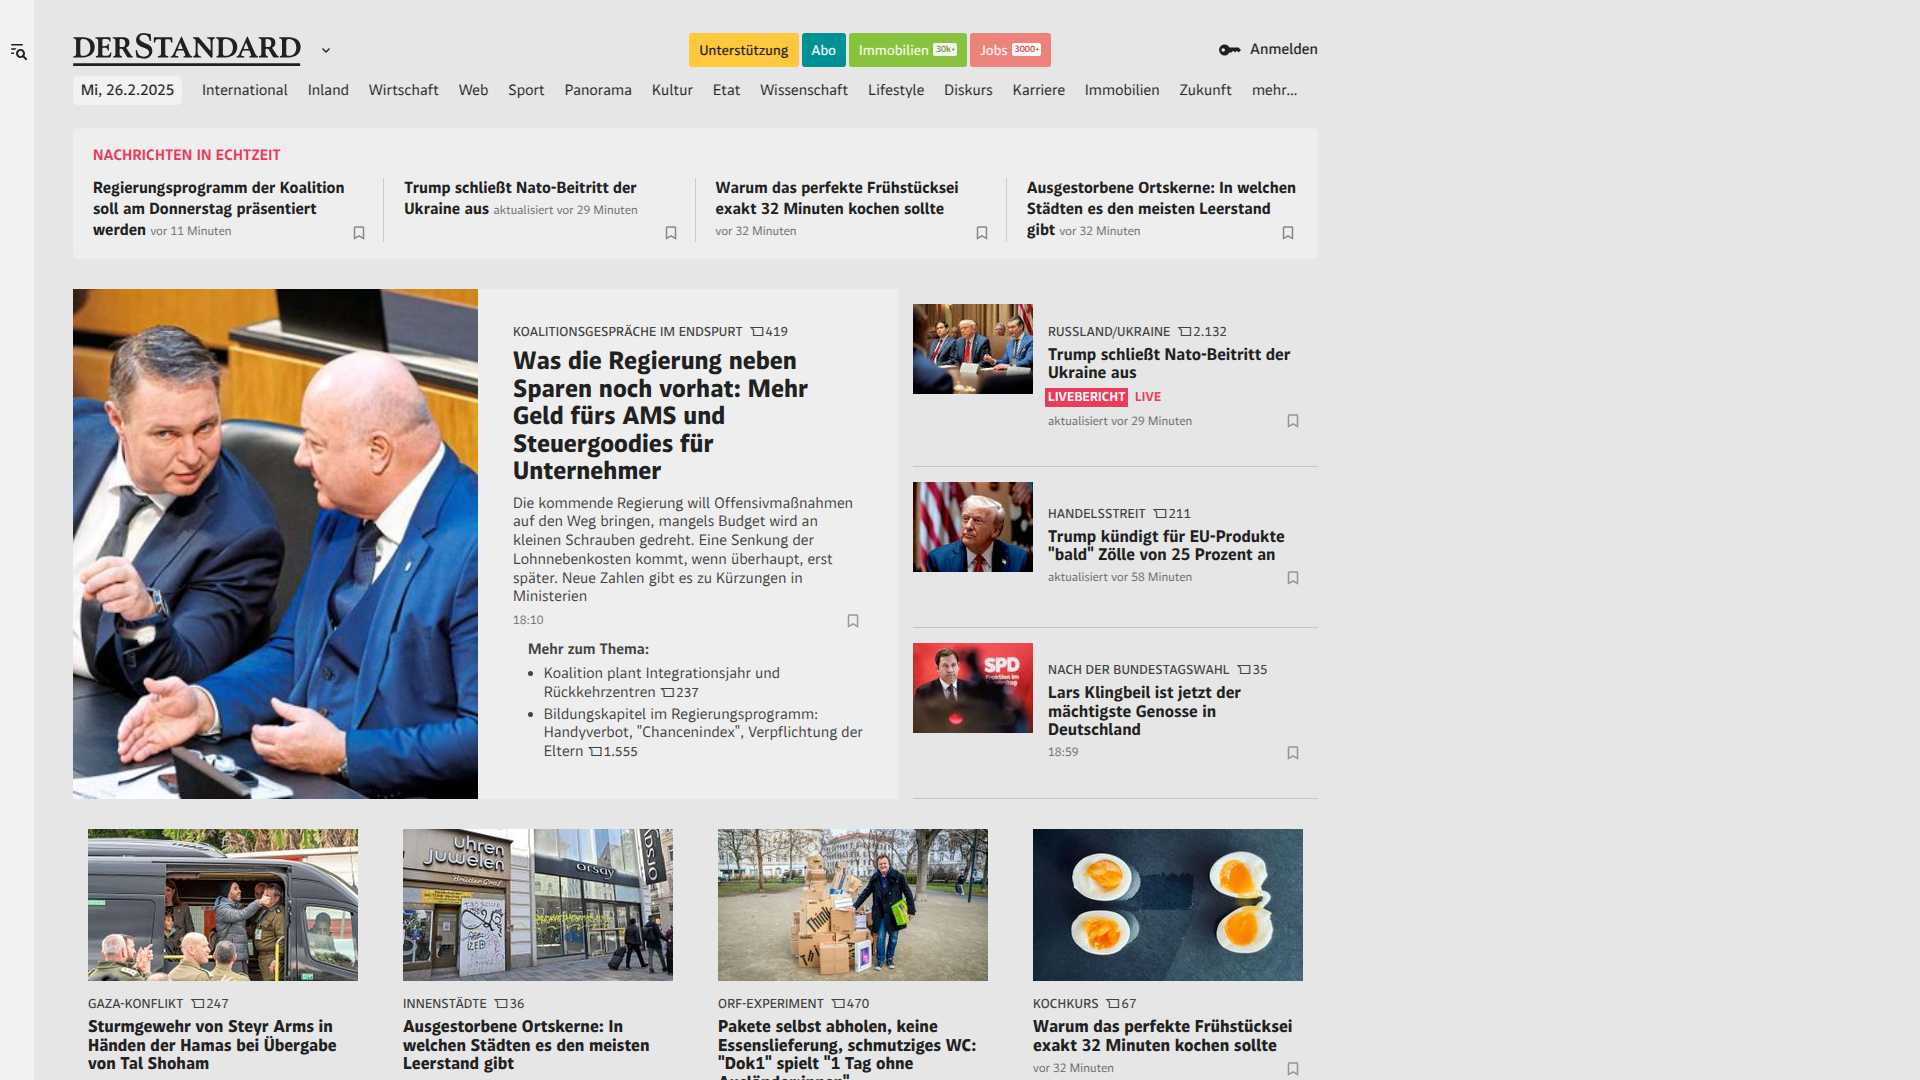 DERSTANDARD
Unterstützung
Abo
Immobilien 30k+
Jobs 3000+
Anmelden
Mi, 26.2.2025
International
Inland
Wirtschaft
Web
Sport
Panorama
Kultur
Etat
Wissenschaft
Lifestyle
Diskurs
Karriere
Immobilien
Zukunft
mehr...
NACHRICHTEN IN ECHTZEIT
Regierungsprogramm der Koalition
soll am Donnerstag präsentiert
werden vor 11 Minuten
Trump schließt Nato-Beitritt der
Ukraine aus aktualisiert vor 29 Minuten
Warum das perfekte Frühstücksei
exakt 32 Minuten kochen sollte
vor 32 Minuten
Ausgestorbene Ortskerne: In welchen
Städten es den meisten Leerstand
gibt vor 32 Minuten
KOALITIONSGESPRÄCHE IM ENDSPURT 419
Was die Regierung neben
Sparen noch vorhat: Mehr
Geld fürs AMS und
Steuergoodies für
Unternehmer
Die kommende Regierung will Offensivmaßnahmen
auf den Weg bringen, mangels Budget wird an
kleinen Schrauben gedreht. Eine Senkung der
Lohnnebenkosten kommt, wenn überhaupt, erst
später. Neue Zahlen gibt es zu Kürzungen in
Ministerien
18:10
Mehr zum Thema:
• Koalition plant Integrationsjahr und
Rückkehrzentren 237
• Bildungskapitel im Regierungsprogramm:
Handyverbot, "Chancenindex", Verpflichtung der
Eltern 1.555
RUSSLAND/UKRAINE 2.132
Trump schließt Nato-Beitritt der
Ukraine aus
LIVEBERICHT LIVE
aktualisiert vor 29 Minuten
HANDELSSTREIT 211
Trump kündigt für EU-Produkte
"bald" Zölle von 25 Prozent an
aktualisiert vor 58 Minuten
SPD
Fraktion im
NACH DER BUNDESTAGSWAHL 35
Lars Klingbeil ist jetzt der
mächtigste Genosse in
Deutschland
18:59
GAZA-KONFLIKT 247
Sturmgewehr von Steyr Arms in
Händen der Hamas bei Übergabe
von Tal Shoham
uhren
juwelen
orsay
ORSAY
INNENSTÄDTE 36
Ausgestorbene Ortskerne: In
welchen Städten es den meisten
Leerstand gibt
Think
ORF-EXPERIMENT 470
Pakete selbst abholen, keine
Essenslieferung, schmutziges WC:
"Dok1" spielt "1 Tag ohne
Ausländer:innen"
KOCHKURS 67
Warum das perfekte Frühstücksei
exakt 32 Minuten kochen sollte
vor 32 Minuten